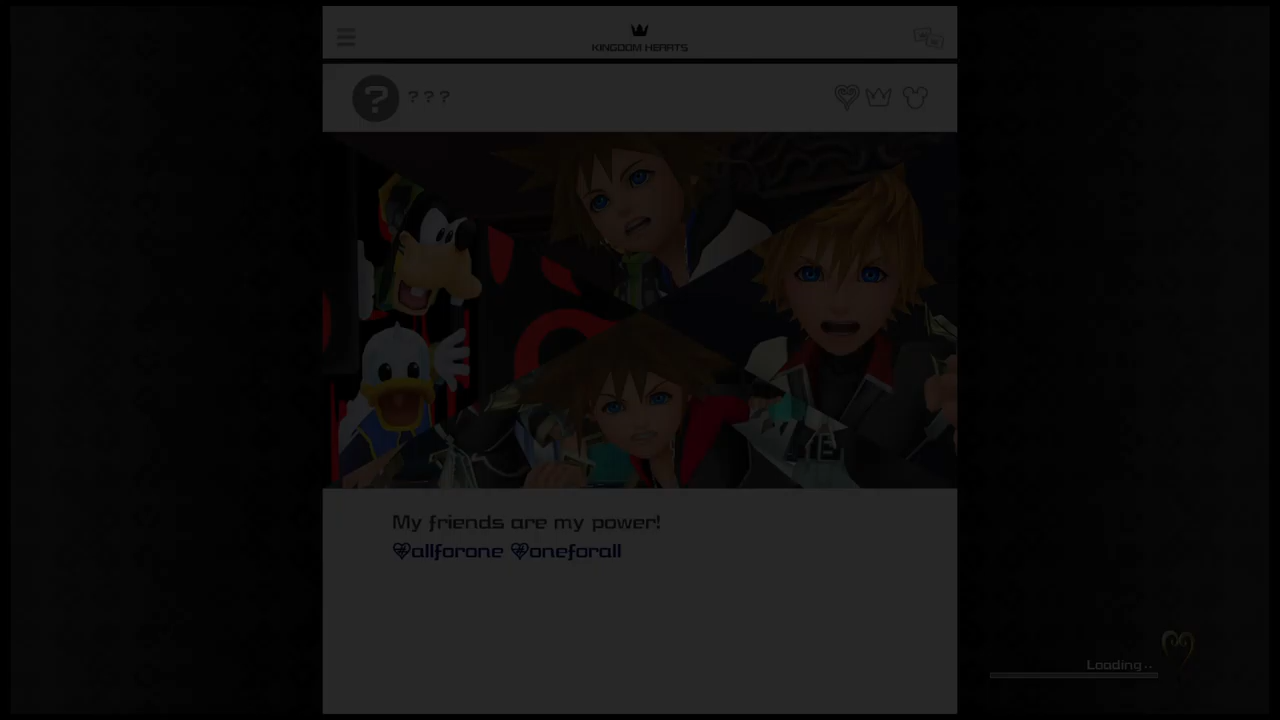 KINGDOM HEARTS
? ???
My friends are my power!
allforone oneforall
Loading..